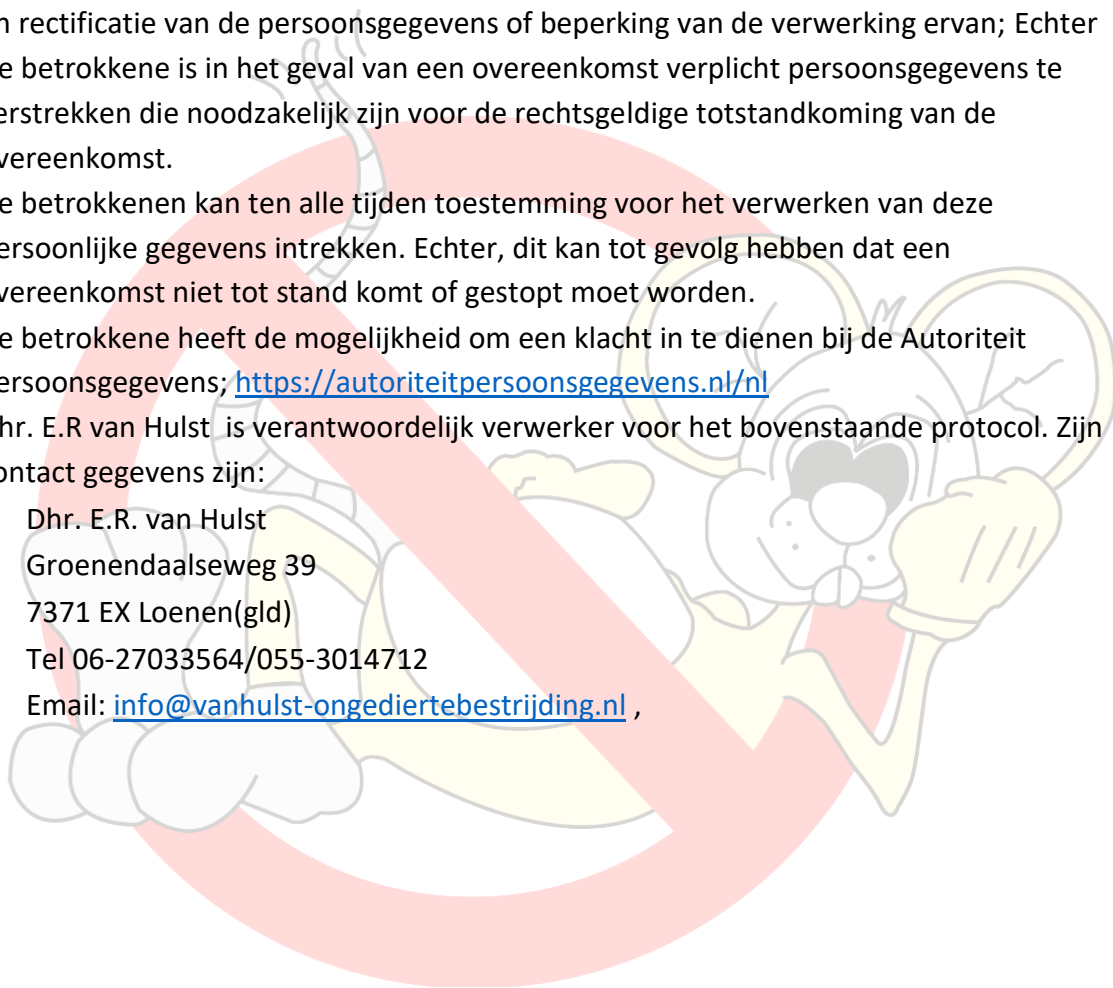 n rectificatie van de persoonsgegevens of beperking van de verwerking ervan; Echter
e betrokkene is in het geval van een overeenkomst verplicht persoonsgegevens te
erstrekken die noodzakelijk zijn voor de rechtsgeldige totstandkoming van de
vereenkomst.
e betrokkenen kan ten alle tijden toestemming voor het verwerken van deze
ersoonlijke gegevens intrekken. Echter, dit kan tot gevolg hebben dat een
vereenkomst niet tot stand komt of gestopt moet worden.
e betrokkene heeft de mogelijkheid om een klacht in te dienen bij de Autoriteit
ersoonsgegevens; https://autoriteitpersoonsgegevens.nl/nl
hr. E.R van Hulst is verantwoordelijk verwerker voor het bovenstaande protocol. Zijn
ontact gegevens zijn:
Dhr. E.R. van Hulst
Groenendaalseweg 39
7371 EX Loenen(gld)
Tel 06-27033564/055-3014712
Email: info@vanhulst-ongediertebestrijding.nl ,